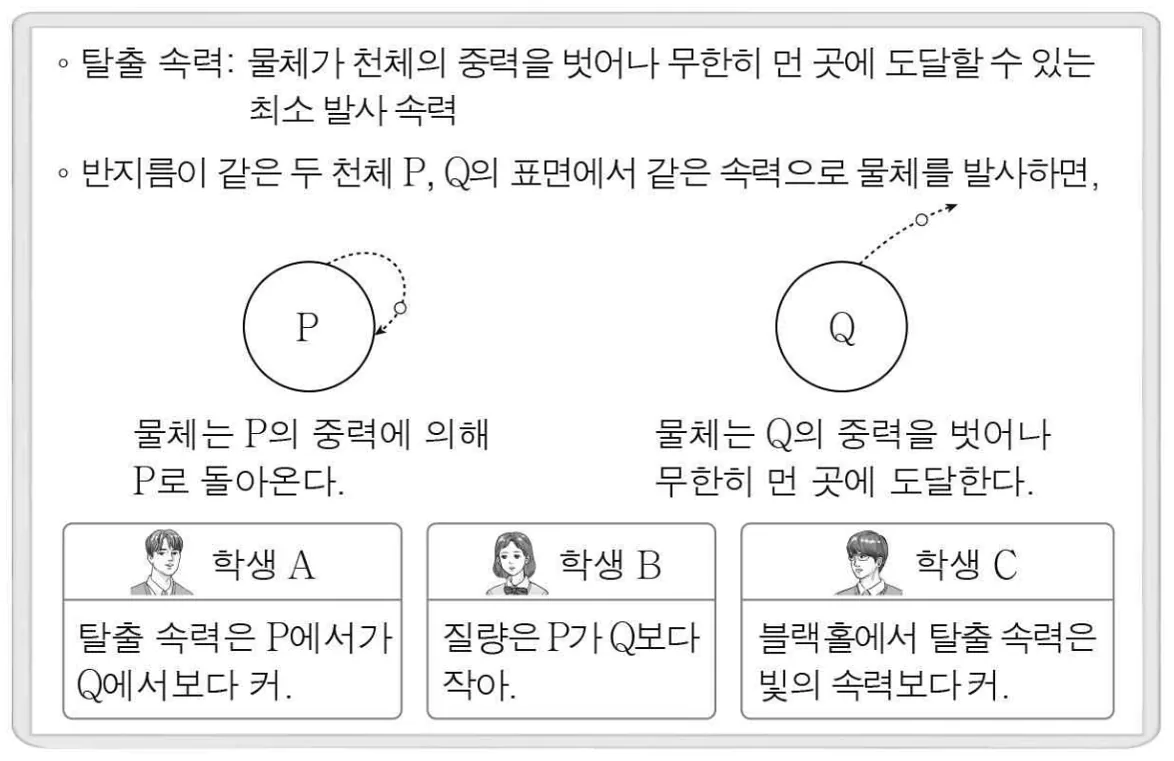 ◦ 탈출 속력: 물체가 천체의 중력을 벗어나 무한히 먼 곳에 도달할 수 있는
최소 발사 속력
◦ 반지름이 같은 두 천체 P, Q의 표면에서 같은 속력으로 물체를 발사하면,
P
Q
물체는 P의 중력에 의해
P로 돌아온다.
물체는 Q의 중력을 벗어나
무한히 먼 곳에 도달한다.
학생 A
탈출 속력은 P에서가
Q에서보다 커.
학생 B
질량은 P가 Q보다
작아.
학생 C
블랙홀에서 탈출 속력은
빛의 속력보다 커.